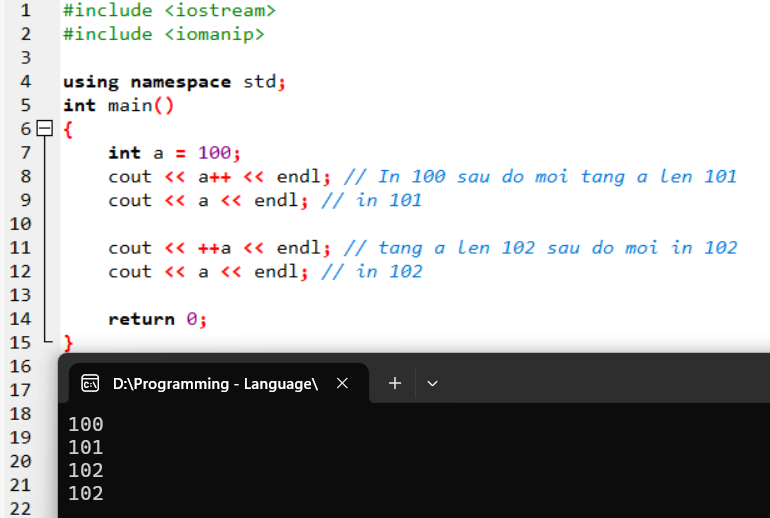 1 #include <iostream>
2 #include <iomanip>
3
4 using namespace std;
5 int main()
6 {
7 int a = 100;
8 cout << a++ << endl; // In 100 sau do moi tang a len 101
9 cout << a << endl; // in 101
10
11 cout << ++a << endl; // tang a len 102 sau do moi in 102
12 cout << a << endl; // in 102
13
14 return 0;
15 }
16
17
18
19
20
21
22
D:\Programming - Language\
100
101
102
102